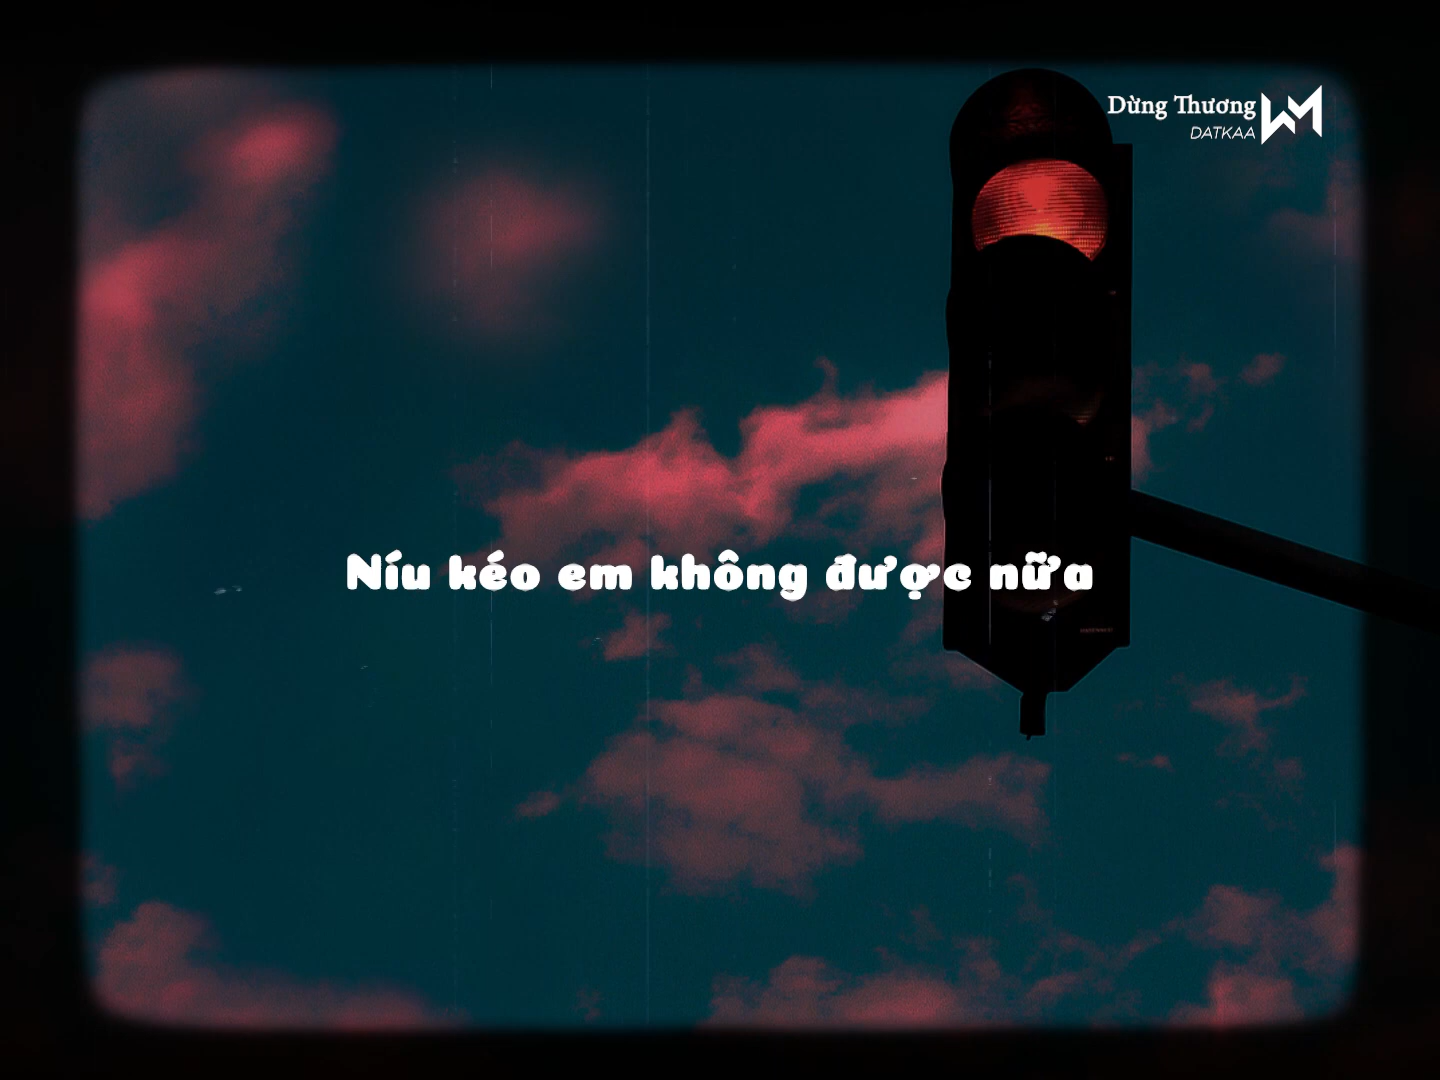 Dừng Thương
DATKAA
Níu kéo em không được nữa